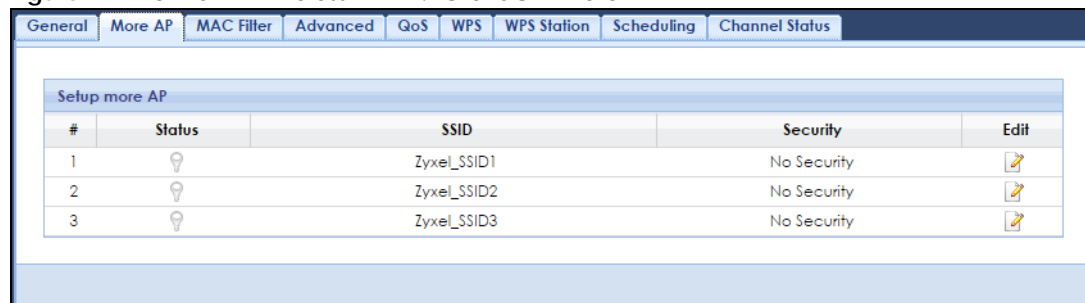 General More AP MAC Filter Advanced QoS WPS WPS Station Scheduling Channel Status
Setup more AP
# Status SSID Security Edit
1 Zyxel_SSID1 No Security
2 Zyxel_SSID2 No Security
3 Zyxel_SSID3 No Security